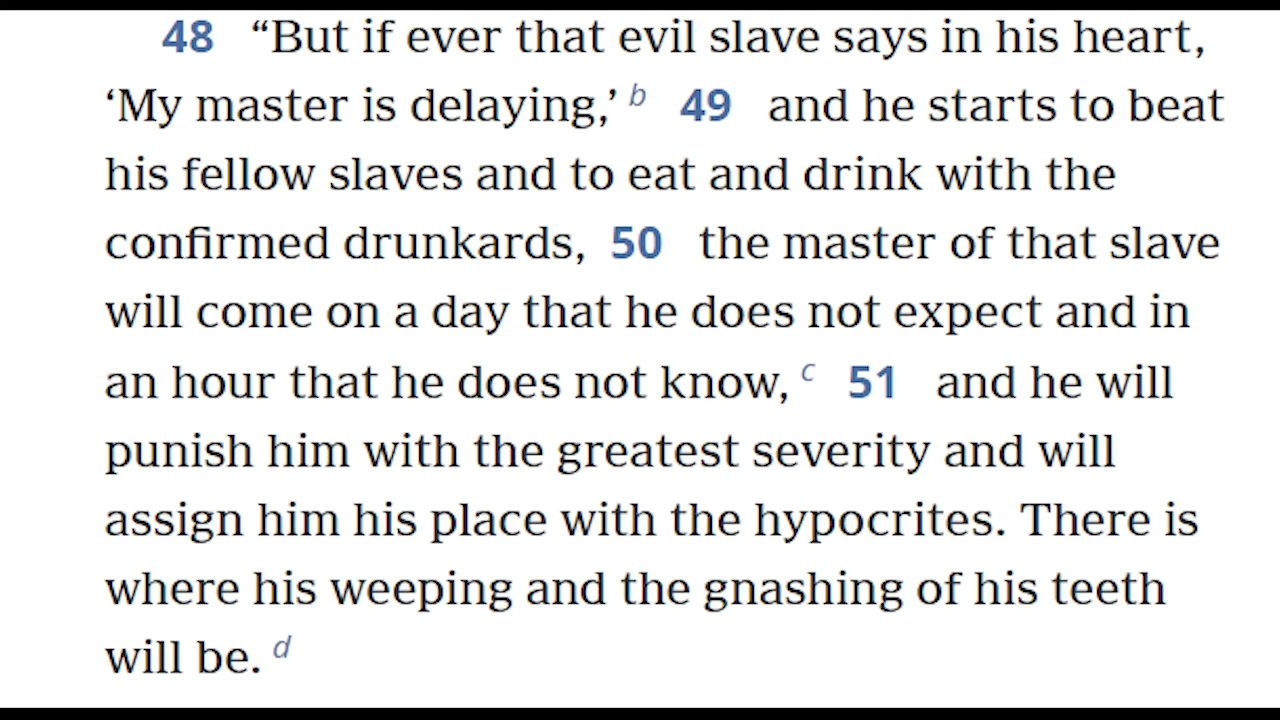 48 “But if ever that evil slave says in his heart,
‘My master is delaying,’ b 49 and he starts to beat
his fellow slaves and to eat and drink with the
confirmed drunkards, 50 the master of that slave
will come on a day that he does not expect and in
an hour that he does not know, c 51 and he will
punish him with the greatest severity and will
assign him his place with the hypocrites. There is
where his weeping and the gnashing of his teeth
will be. d